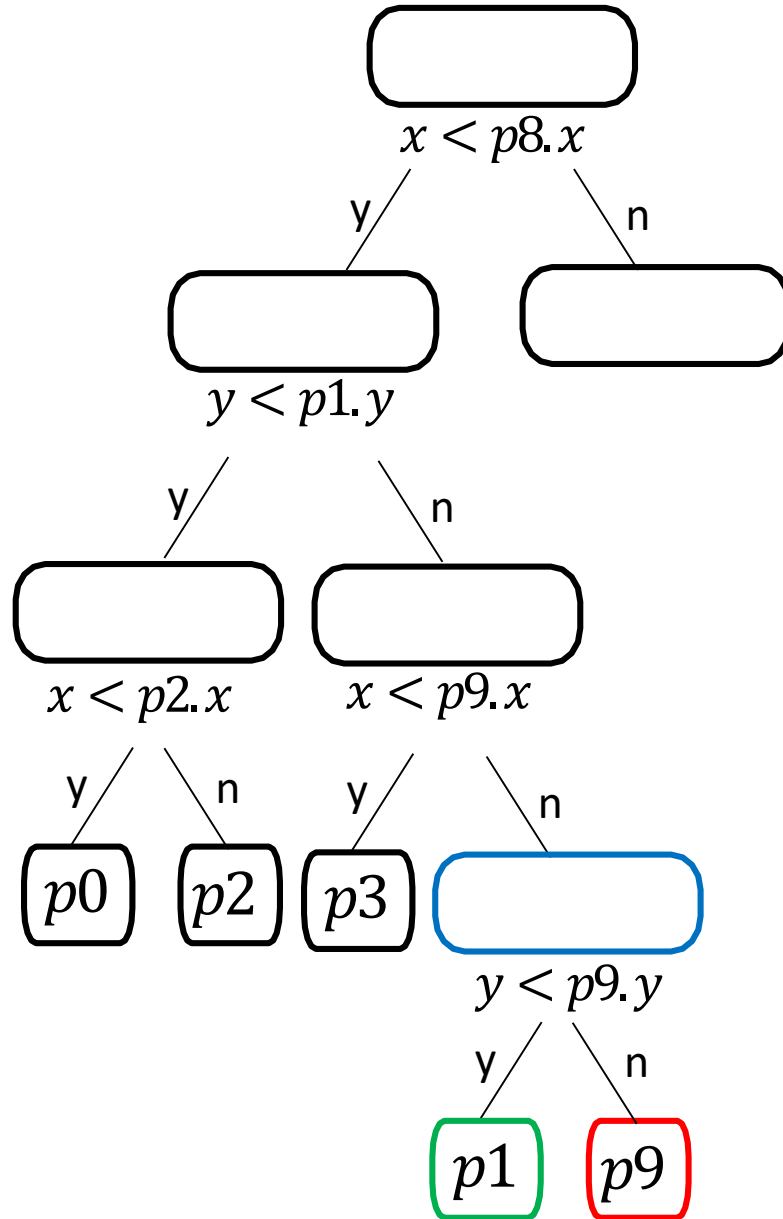 x < p8.x
y n
y < p1.y
y n
x < p2.x x < p9.x
y n y n
p0 p2 p3
y < p9.y
y n
p1 p9